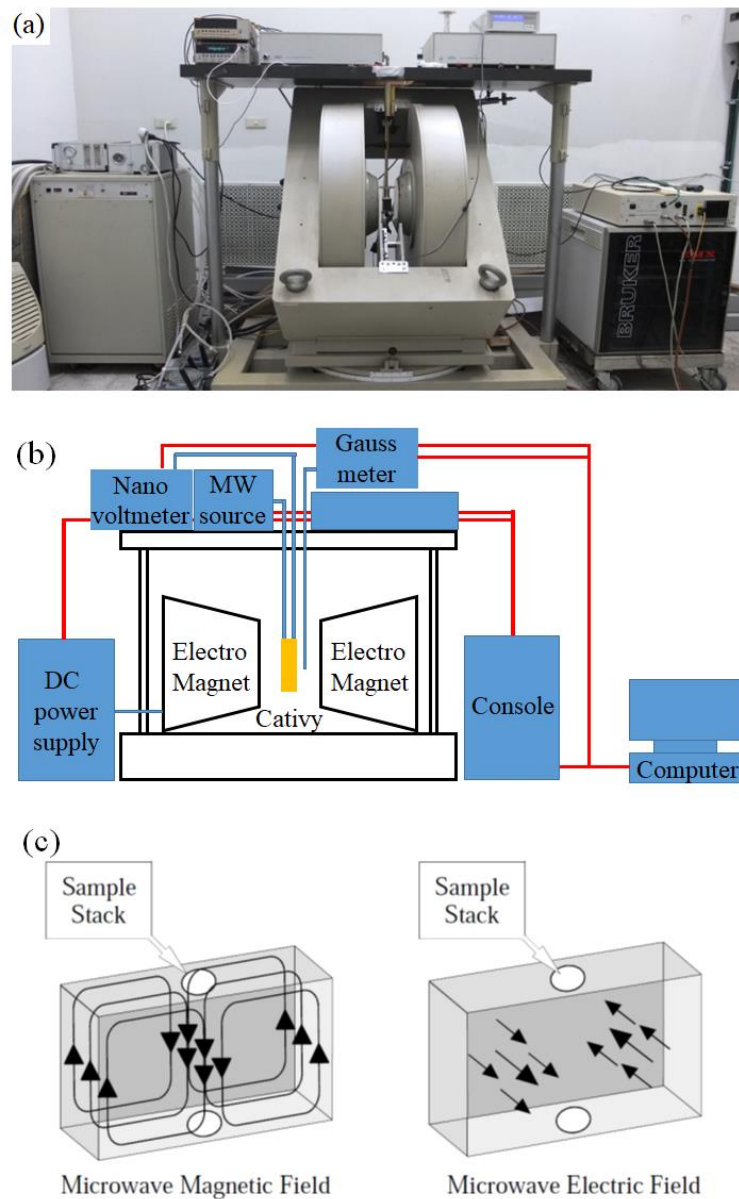 (a)
BRUKER
(b)
Gauss
meter
Nano
voltmeter
MW
source
Electro
Magnet
Electro
Magnet
DC
power
supply
Cativy
Console
Computer
(c)
Sample
Stack
Sample
Stack
Microwave Magnetic Field
Microwave Electric Field